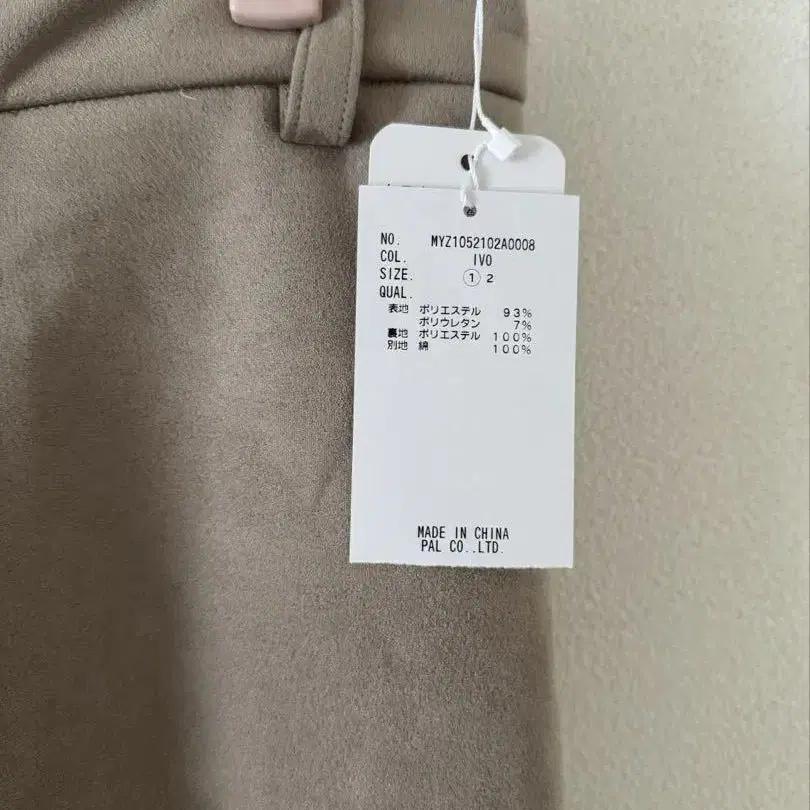 NO. MYZ1052102A0008
COL. IVO
SIZE. ① 2
QUAL.
表地 ポリエステル 93%
ポリウレタン 7%
裏地 ポリエステル 100%
別地 綿 100%
MADE IN CHINA
PAL CO.,LTD.